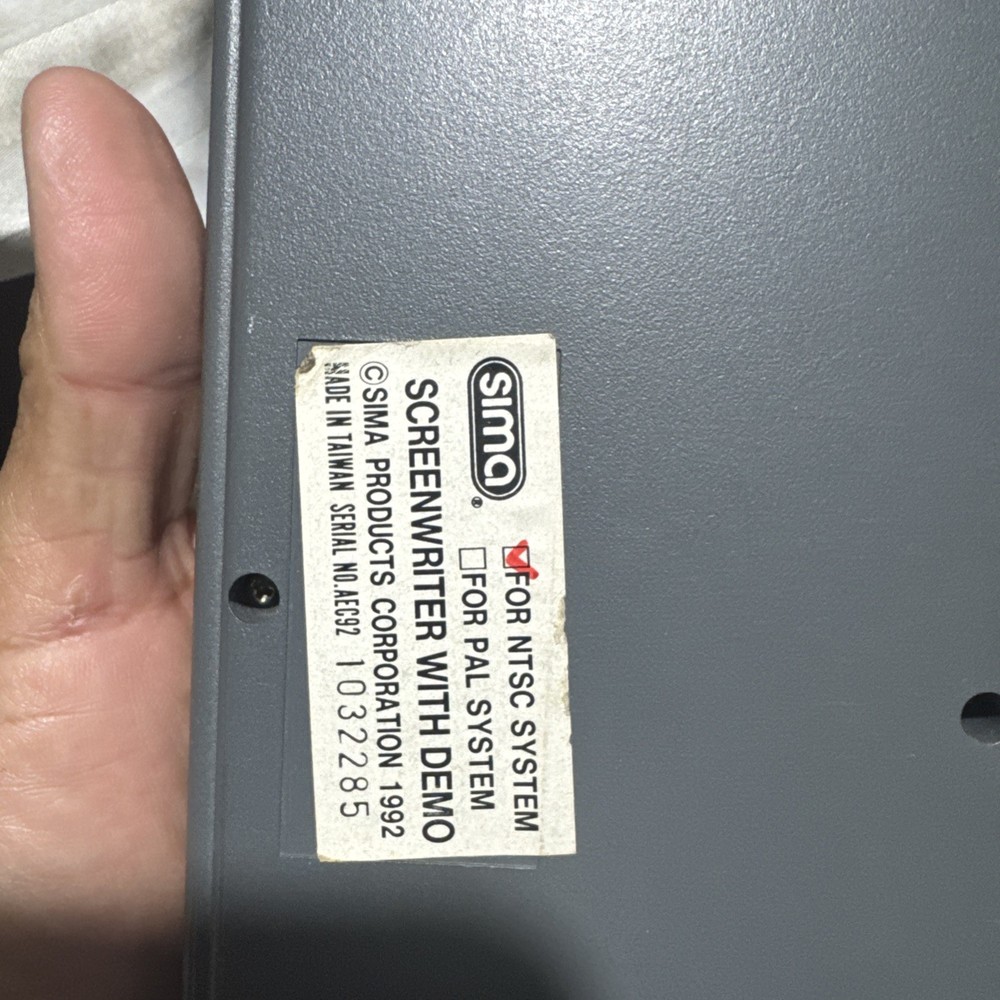 sima®
FOR NTSC SYSTEM
FOR PAL SYSTEM
SCREENWRITER WITH DEMO
©SIMA PRODUCTS CORPORATION 1992
MADE IN TAIWAN SERIAL NO.AEC92 1032285